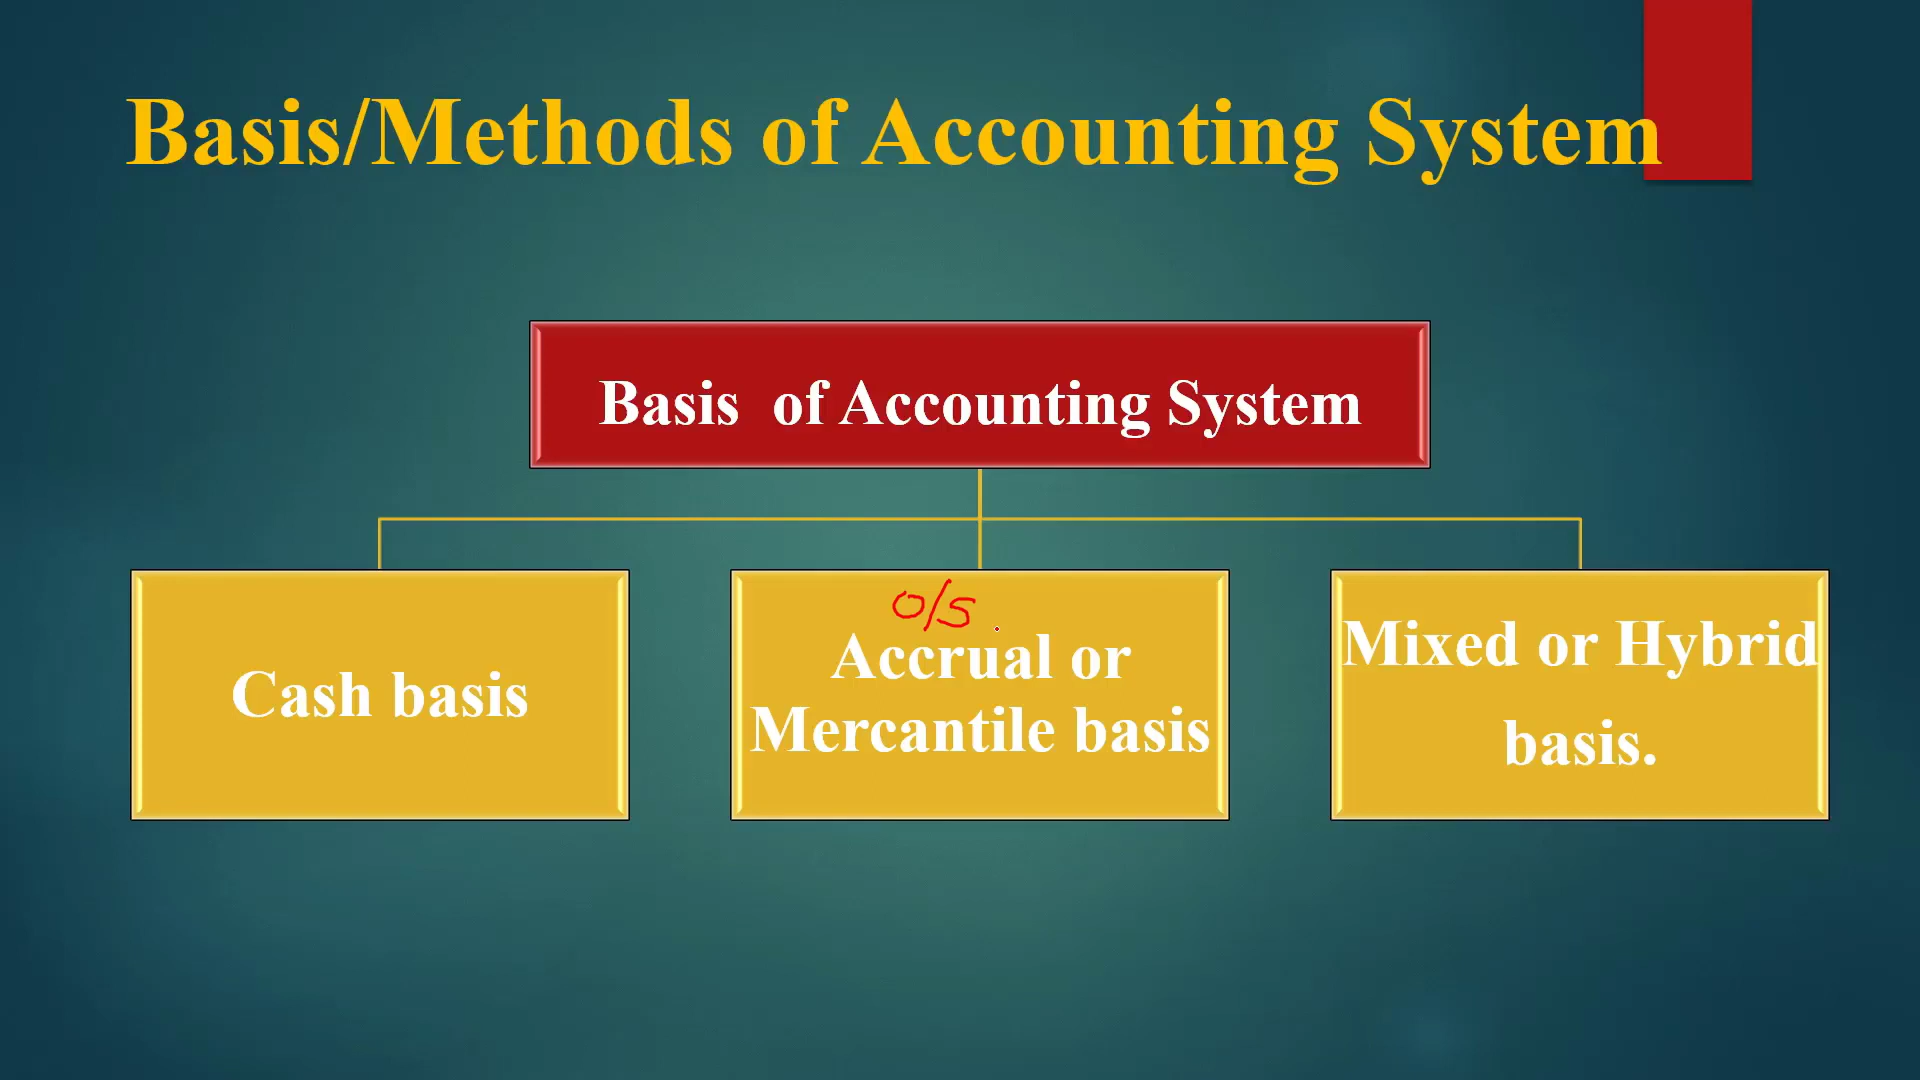 Basis/Methods of Accounting System
Basis of Accounting System
Cash basis
O/S
Accrual or
Mercantile basis
Mixed or Hybrid
basis.